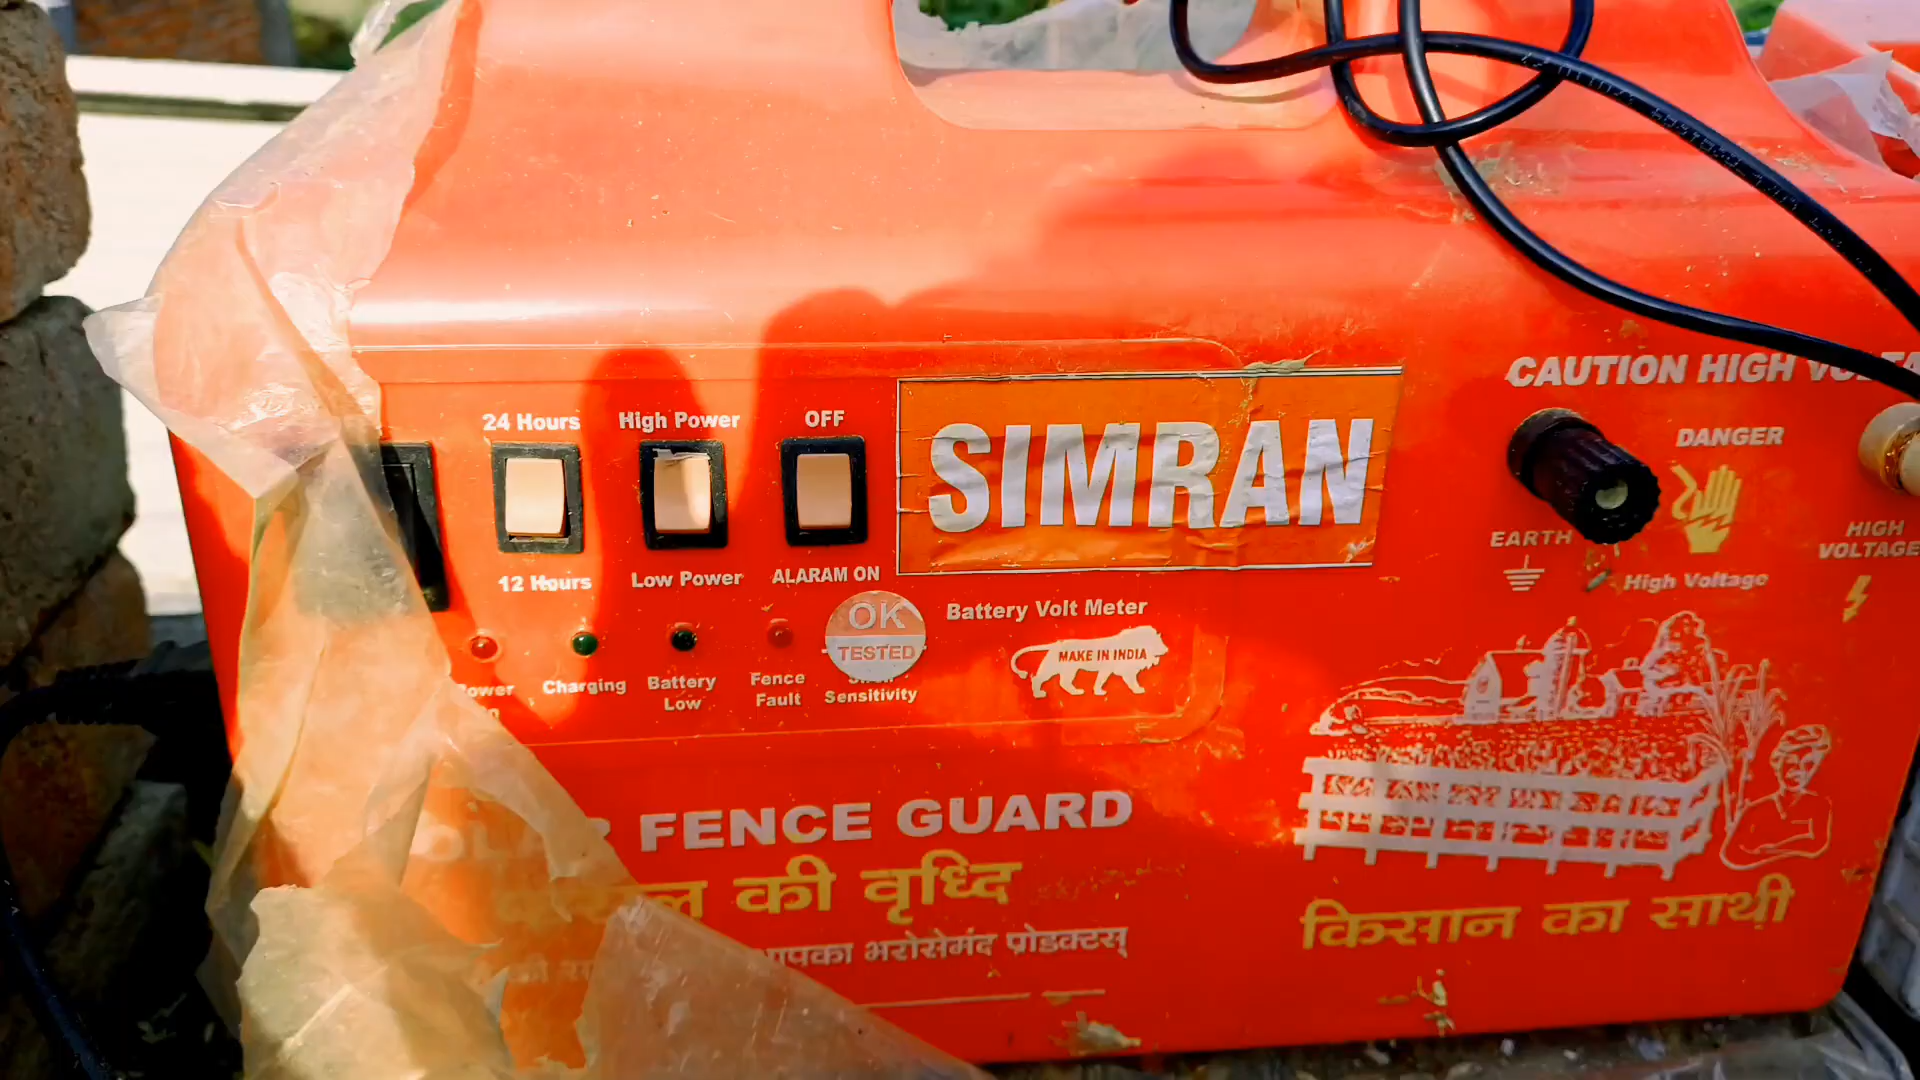 CAUTION HIGH
24 Hours
High Power
OFF
SIMRAN
DANGER
12 Hours
Low Power
ALARAM ON
EARTH
High Voltage
HIGH
VOLTAGE
OK
TESTED
Battery Volt Meter
MAKE IN INDIA
Charging
Battery
Low
Fence
Fault
Sensitivity
FENCE GUARD
की वृध्दि
भरोसेमंद प्रोडक्टस्
किसान का साथी